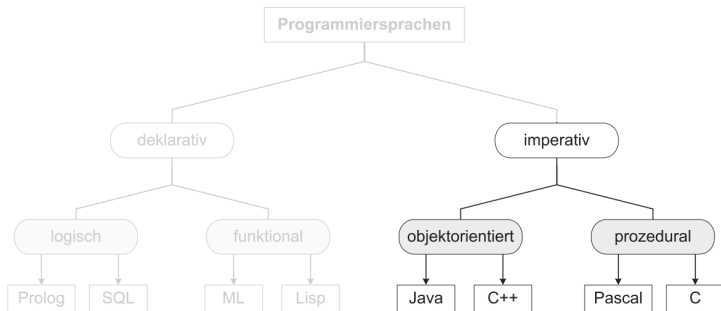 Programmiersprachen
deklarativ
imperativ
logisch
funktional
objektorientiert
prozedural
Prolog
SQL
ML
Lisp
Java
C++
Pascal
C